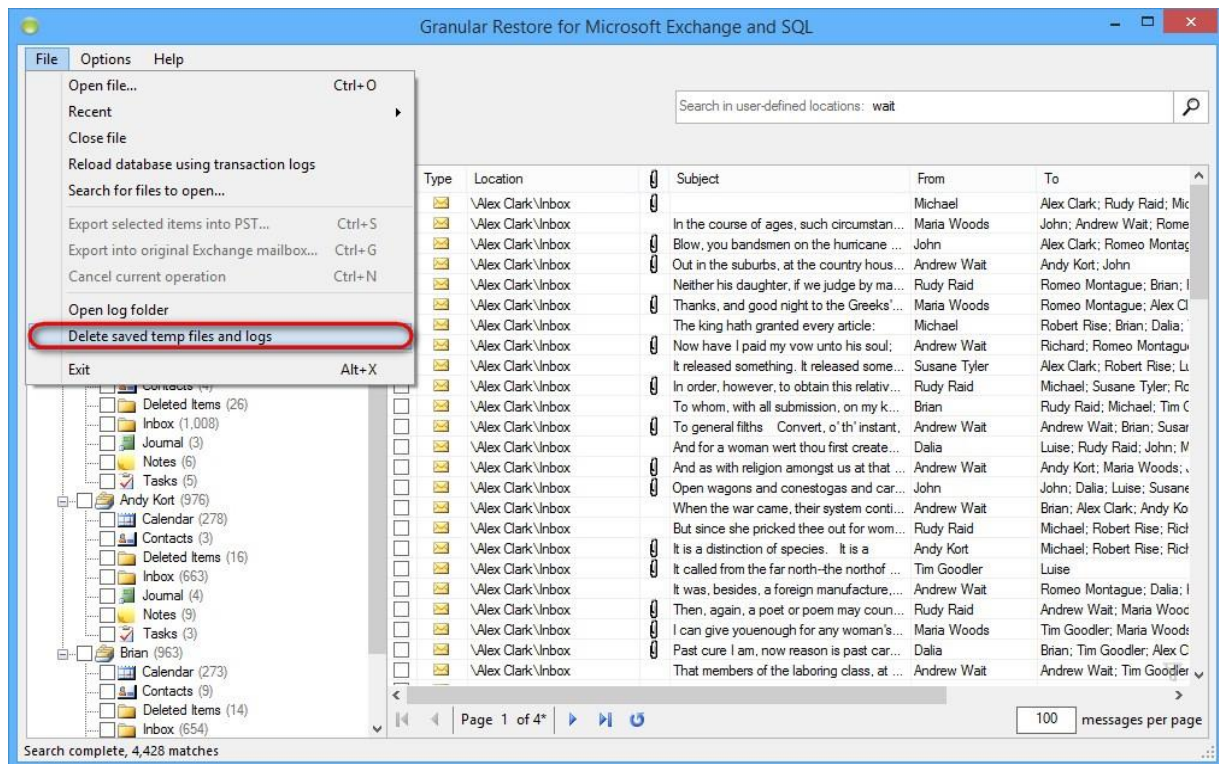 Granular Restore for Microsoft Exchange and SQL
File Options Help
Open file... Ctrl+O
Recent
Close file
Reload database using transaction logs
Search for files to open...
Export selected items into PST... Ctrl+S
Export into original Exchange mailbox... Ctrl+G
Cancel current operation Ctrl+N
Open log folder
Delete saved temp files and logs
Exit Alt+X
Search in user-defined locations: wait
Contacts (4)
Deleted Items (26)
Inbox (1,008)
Journal (3)
Notes (6)
Tasks (5)
Andy Kort (976)
Calendar (278)
Contacts (3)
Deleted Items (16)
Inbox (663)
Journal (4)
Notes (9)
Tasks (3)
Brian (963)
Calendar (273)
Contacts (9)
Deleted Items (14)
Inbox (654)
Type Location Subject From To
\Alex Clark\Inbox Michael Alex Clark; Rudy Raid; Mic
\Alex Clark\Inbox In the course of ages, such circumstan... Maria Woods John; Andrew Wait; Rome
\Alex Clark\Inbox Blow, you bandsmen on the hurricane ... John Alex Clark; Romeo Montag
\Alex Clark\Inbox Out in the suburbs, at the country hous... Andrew Wait Andy Kort; John
\Alex Clark\Inbox Neither his daughter, if we judge by ma... Rudy Raid Romeo Montague; Brian;
\Alex Clark\Inbox Thanks, and good night to the Greeks'... Maria Woods Romeo Montague; Alex Cl
\Alex Clark\Inbox The king hath granted every article: Michael Robert Rise; Brian; Dalia;
\Alex Clark\Inbox Now have I paid my vow unto his soul; Andrew Wait Richard; Romeo Montagu
\Alex Clark\Inbox It released something. It released some... Susane Tyler Alex Clark; Robert Rise; Lu
\Alex Clark\Inbox In order, however, to obtain this relativ... Rudy Raid Michael; Susane Tyler; Ro
\Alex Clark\Inbox To whom, with all submission, on my k... Brian Rudy Raid; Michael; Tim G
\Alex Clark\Inbox To general filths Convert, o' th' instant, Andrew Wait Andrew Wait; Brian; Susan
\Alex Clark\Inbox And for a woman wert thou first create... Dalia Luise; Rudy Raid; John; M
\Alex Clark\Inbox And as with religion amongst us at that ... Andrew Wait Andy Kort; Maria Woods;
\Alex Clark\Inbox Open wagons and conestogas and car... John John; Dalia; Luise; Susane
\Alex Clark\Inbox When the war came, their system conti... Andrew Wait Brian; Alex Clark; Andy Ko
\Alex Clark\Inbox But since she pricked thee out for wom... Rudy Raid Michael; Robert Rise; Rich
\Alex Clark\Inbox It is a distinction of species. It is a Andy Kort Michael; Robert Rise; Rich
\Alex Clark\Inbox It called from the far north-the northof ... Tim Goodler Luise
\Alex Clark\Inbox It was, besides, a foreign manufacture,... Andrew Wait Romeo Montague; Dalia;
\Alex Clark\Inbox Then, again, a poet or poem may coun... Rudy Raid Andrew Wait; Maria Wood
\Alex Clark\Inbox I can give youenough for any woman's... Maria Woods Tim Goodler; Maria Woods
\Alex Clark\Inbox Past cure I am, now reason is past car... Dalia Brian; Tim Goodler; Alex C
\Alex Clark\Inbox That members of the laboring class, at ... Andrew Wait Andrew Wait; Tim Goodler
Page 1 of 4* 100 messages per page
Search complete, 4,428 matches